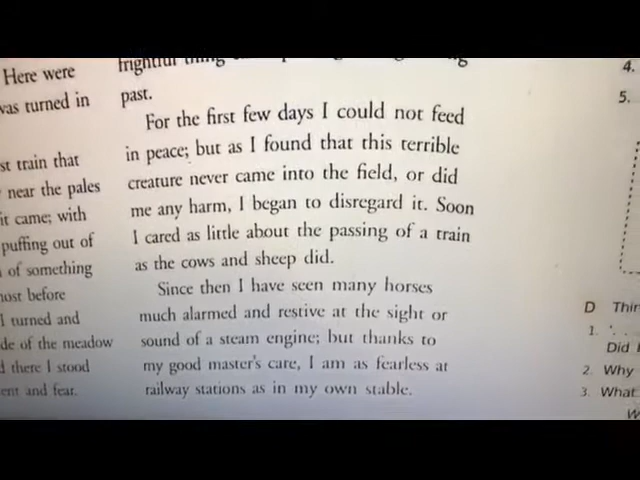 Here were
was turned in
st train that
near the pales
it came; with
puffing out of
of something
most before
I turned and
de of the meadow
d there I stood
ent and fear.
frightful thing
past.
For the first few days I could not feed
in peace; but as I found that this terrible
creature never came into the field, or did
me any harm, I began to disregard it. Soon
I cared as little about the passing of a train
as the cows and sheep did.
Since then I have seen many horses
much alarmed and restive at the sight or
sound of a steam engine; but thanks to
my good master's care, I am as fearless at
railway stations as in my own stable.
4.
5.
D Thin
1. '. . .
Did
2. Why
3. What
W